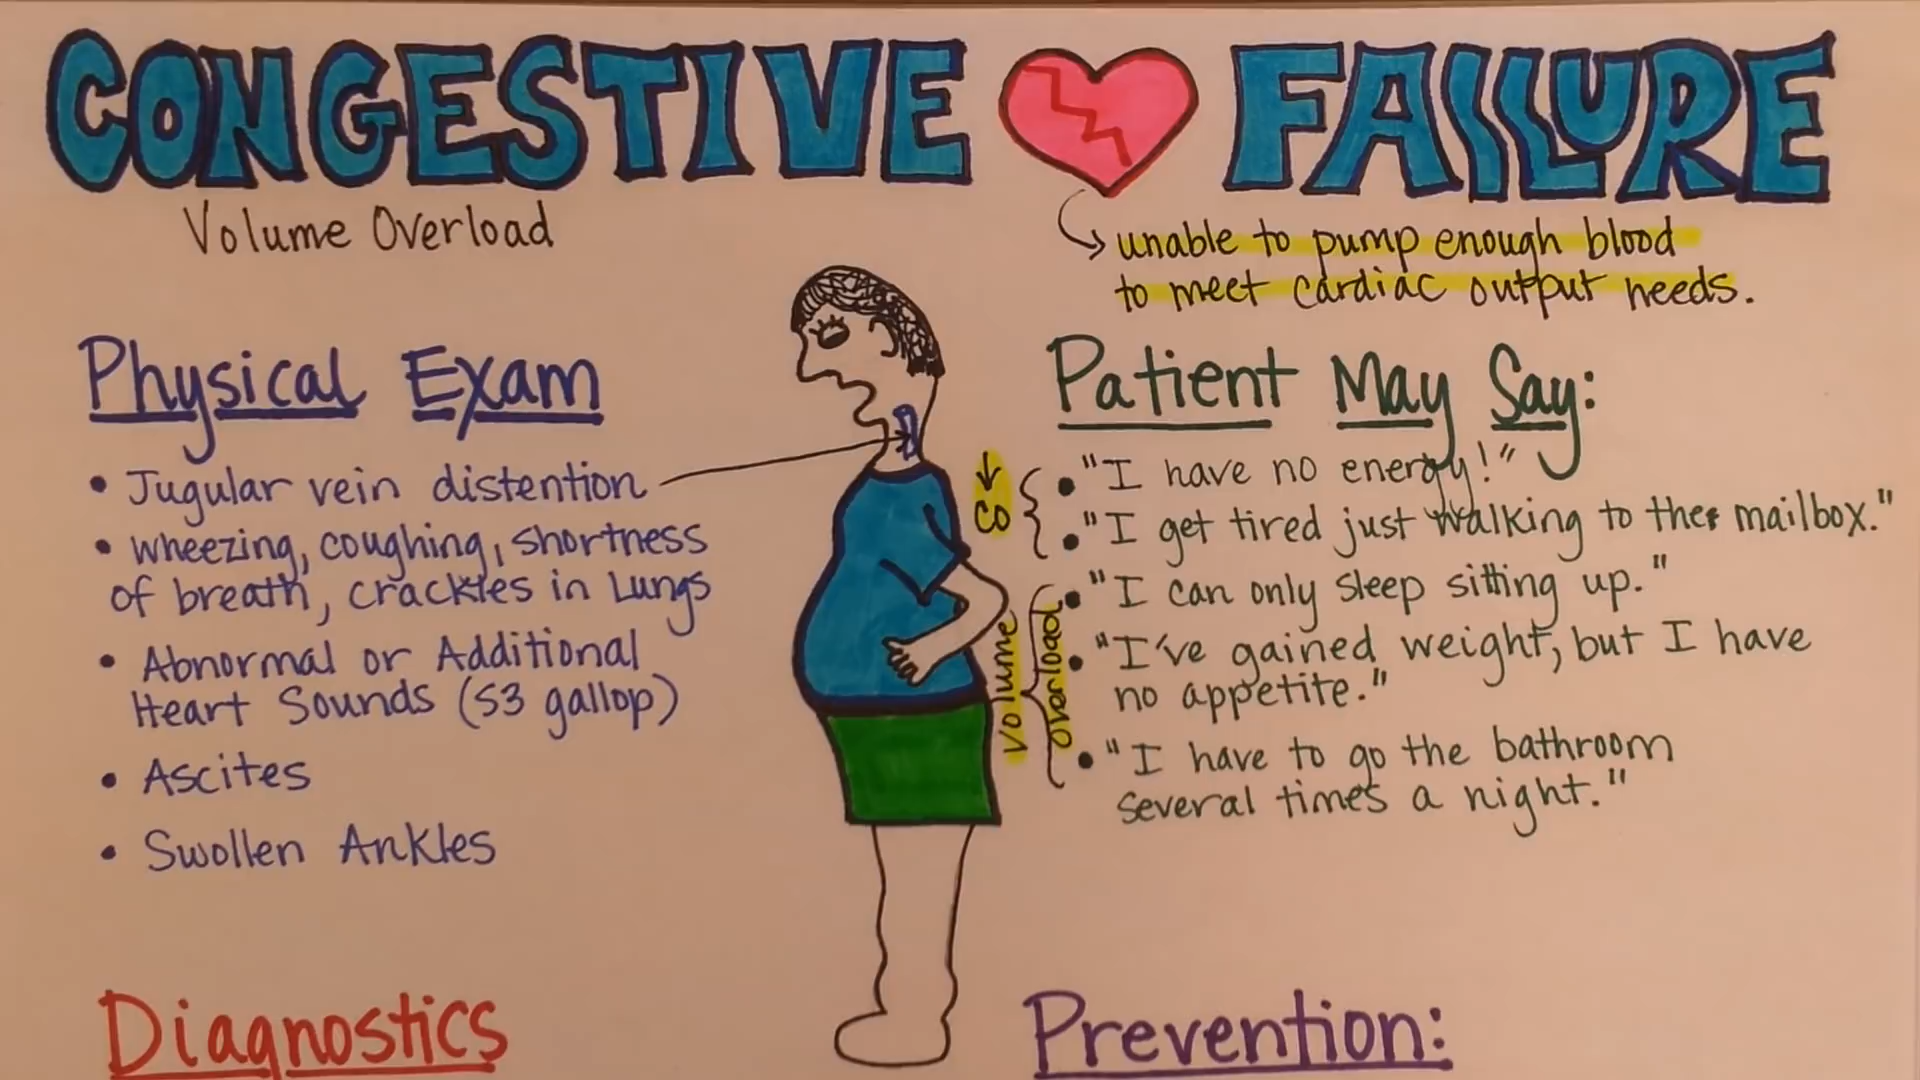 CONGESTIVE FAILURE
Volume Overload
unable to pump enough blood
to meet cardiac output needs.
Physical Exam
• Jugular vein distention
• wheezing, coughing, shortness
of breath, crackles in Lungs
• Abnormal or Additional
Heart Sounds (S3 gallop)
• Ascites
• Swollen Ankles
Patient May Say:
↓ CO
• "I have no energy!"
• "I get tired just walking to the mailbox."
Volume
Overload
• "I can only sleep sitting up."
• "I've gained weight, but I have
no appetite."
• "I have to go the bathroom
several times a night."
Diagnostics
Prevention: